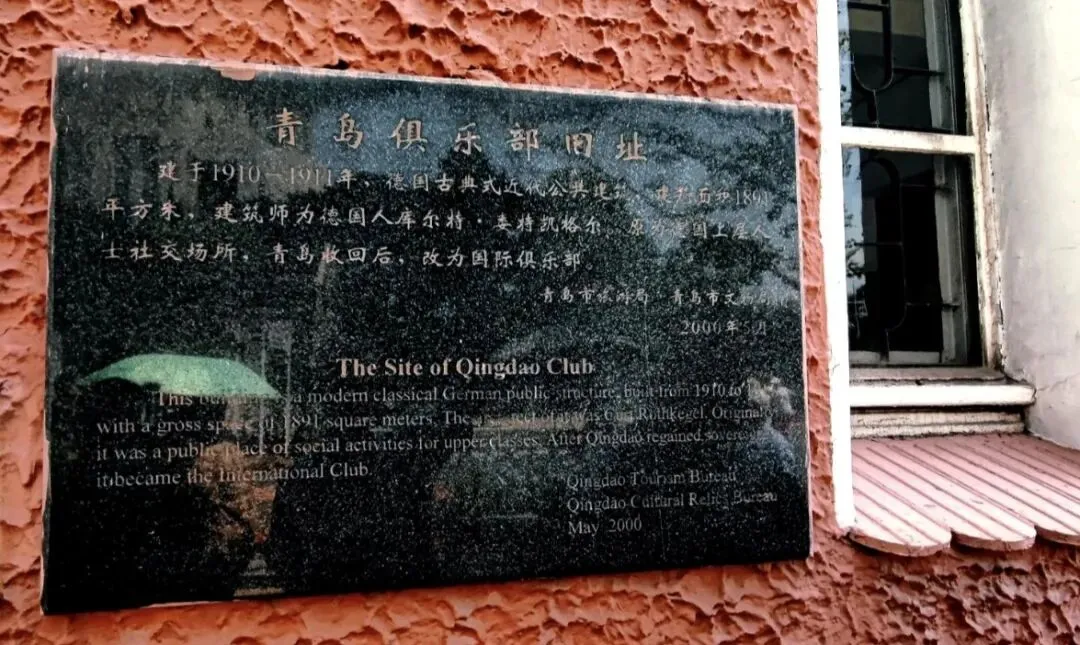 青岛俱乐部旧址
建于1910－1911年，德国古典式近代公共建筑，建筑面积1891
平方米，建筑师为德国人库尔特·娄特凯格尔。原为德国上层人
士社交场所，青岛收回后，改为国际俱乐部。
青岛市旅游局 青岛市文物局
2000年5月
The Site of Qingdao Club
This a modern classical German public structure, built from 1910 to
with a gross space of 1891 square meters. The was Curt Rothkegel. Originale
it was a public place of social activities for upper classes. After Qingdao regained
it became the International Club.
Qingdao Tourism Bureau
Qingdao Cultural Relics Bureau
May 2000